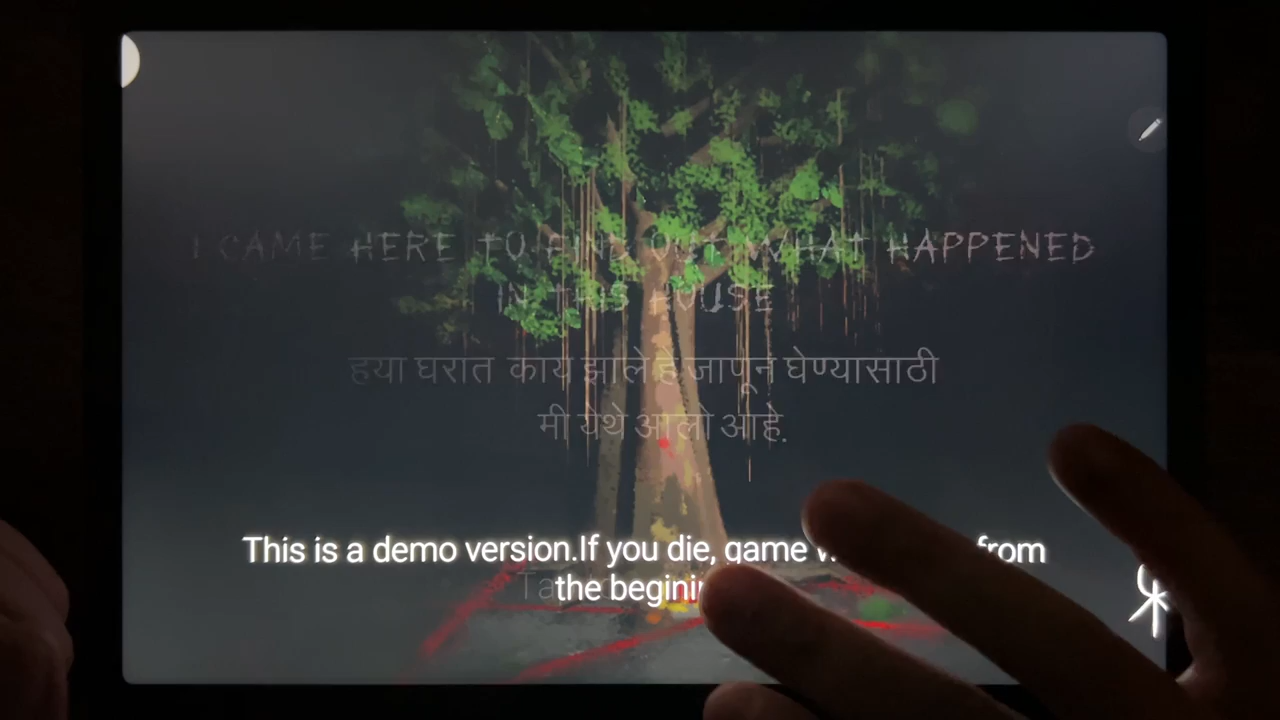 I CAME HERE TO FIND OUT WHAT HAPPENED
IN THIS HOUSE
हया घरात काय झाले हे जाणून घेण्यासाठी
मी येथे आलो आहे.
This is a demo version.If you die, game from
the